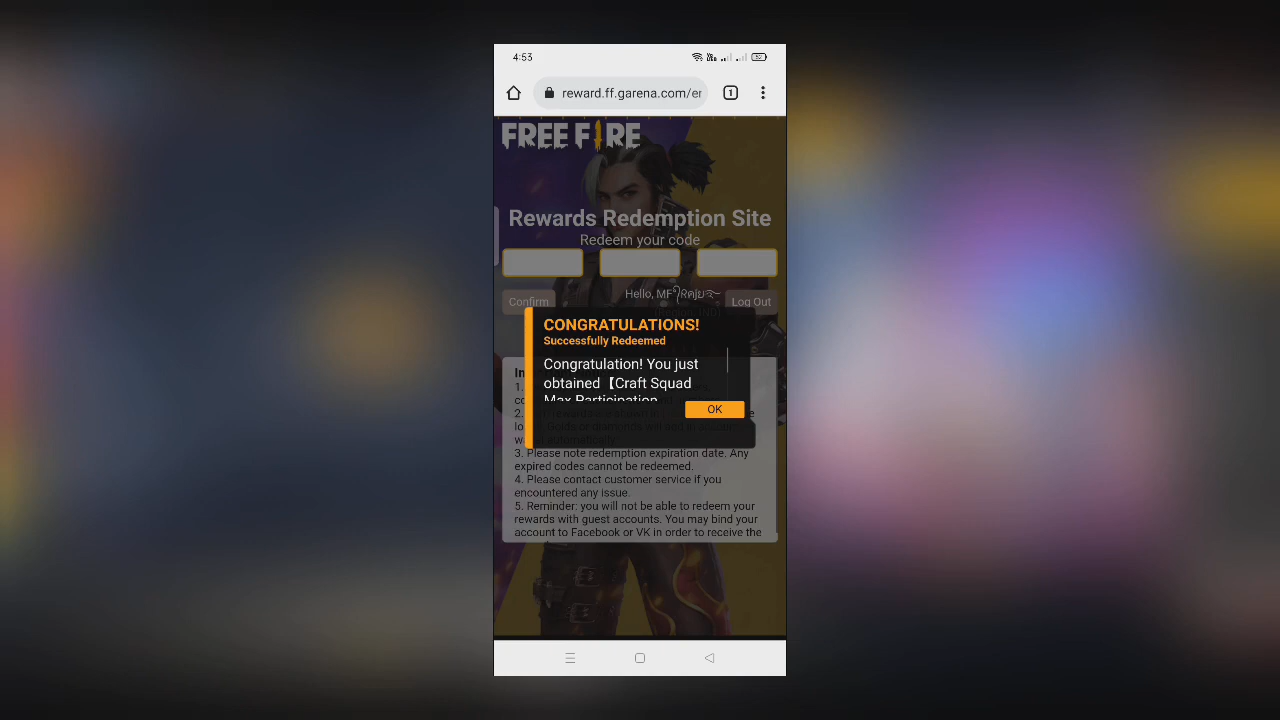 4:53
reward.ff.garena.com/en
1
FREE FIRE
Rewards Redemption Site
Redeem your code
Hello, MF
Confirm
Log Out
CONGRATULATIONS!
Successfully Redeemed
Congratulation! You just
obtained【Craft Squad
Max Participation
OK
3. Please note redemption expiration date. Any
expired codes cannot be redeemed.
4. Please contact customer service if you
encountered any issue.
5. Reminder: you will not be able to redeem your
rewards with guest accounts. You may bind your
account to Facebook or VK in order to receive the